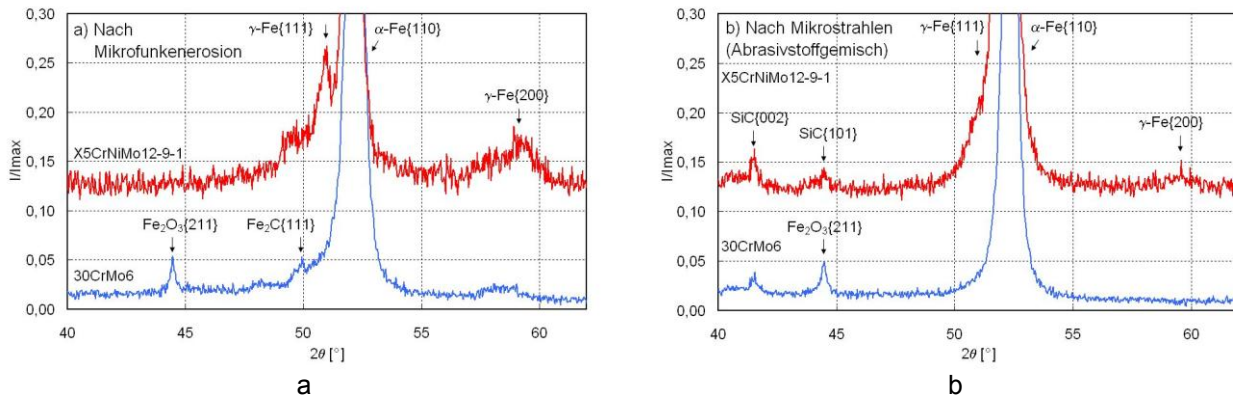 a) Nach
Mikrofunkenerosion
γ-Fe{111}
α-Fe{110}
γ-Fe{200}
X5CrNiMo12-9-1
Fe₂O₃{211}
Fe₂C{111}
30CrMo6
0,30
0,25
0,20
0,15
0,10
0,05
0,00
I/Imax
40
45
50
55
60
2θ [°]
a
b) Nach Mikrostrahlen
(Abrasivstoffgemisch)
γ-Fe{111}
α-Fe{110}
X5CrNiMo12-9-1
SiC{002}
SiC{101}
γ-Fe{200}
Fe₂O₃{211}
30CrMo6
0,30
0,25
0,20
0,15
0,10
0,05
0,00
I/Imax
40
45
50
55
60
2θ [°]
b